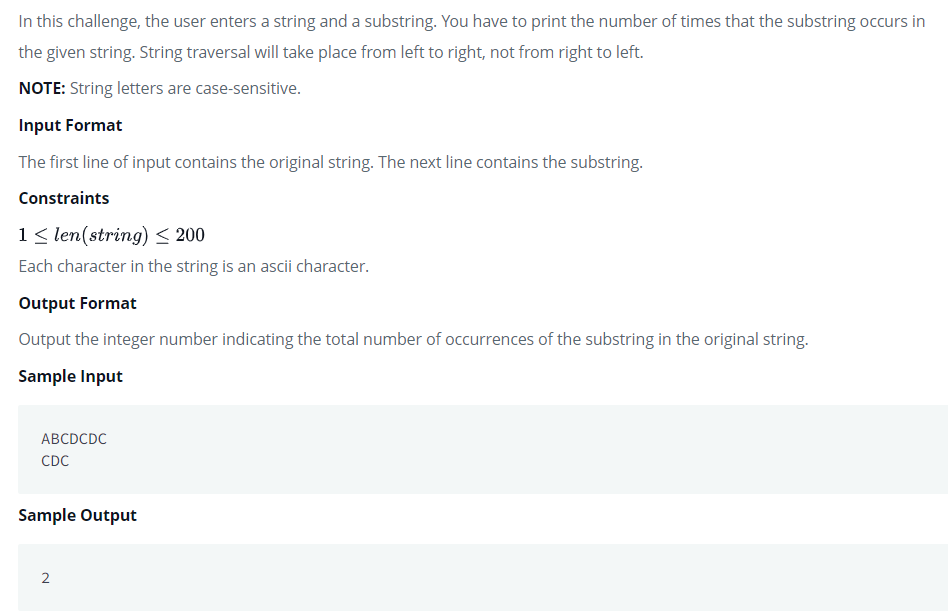 In this challenge, the user enters a string and a substring. You have to print the number of times that the substring occurs in
the given string. String traversal will take place from left to right, not from right to left.
NOTE: String letters are case-sensitive.
Input Format
The first line of input contains the original string. The next line contains the substring.
Constraints
1 ≤ len(string) ≤ 200
Each character in the string is an ascii character.
Output Format
Output the integer number indicating the total number of occurrences of the substring in the original string.
Sample Input
ABCDCDC
CDC
Sample Output
2